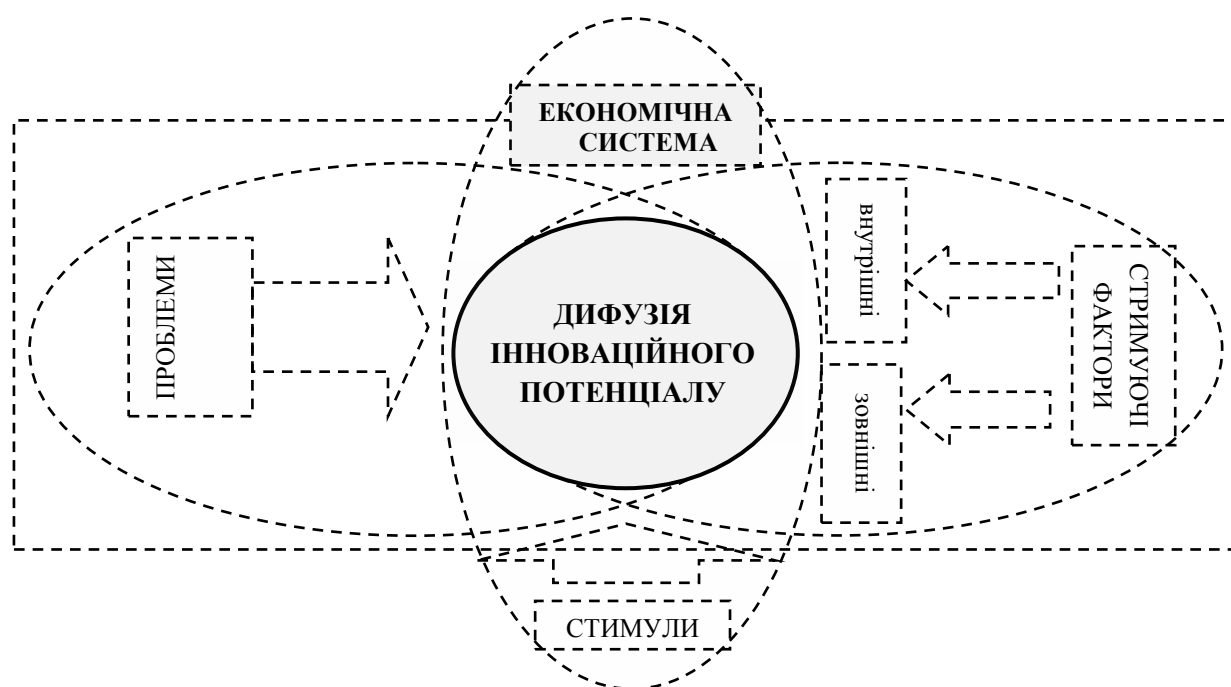 ЕКОНОМІЧНА
СИСТЕМА
ПРОБЛЕМИ
ДИФУЗІЯ
ІННОВАЦІЙНОГО
ПОТЕНЦІАЛУ
внутрішні
зовнішні
СТРИМУЮЧІ
ФАКТОРИ
СТИМУЛИ